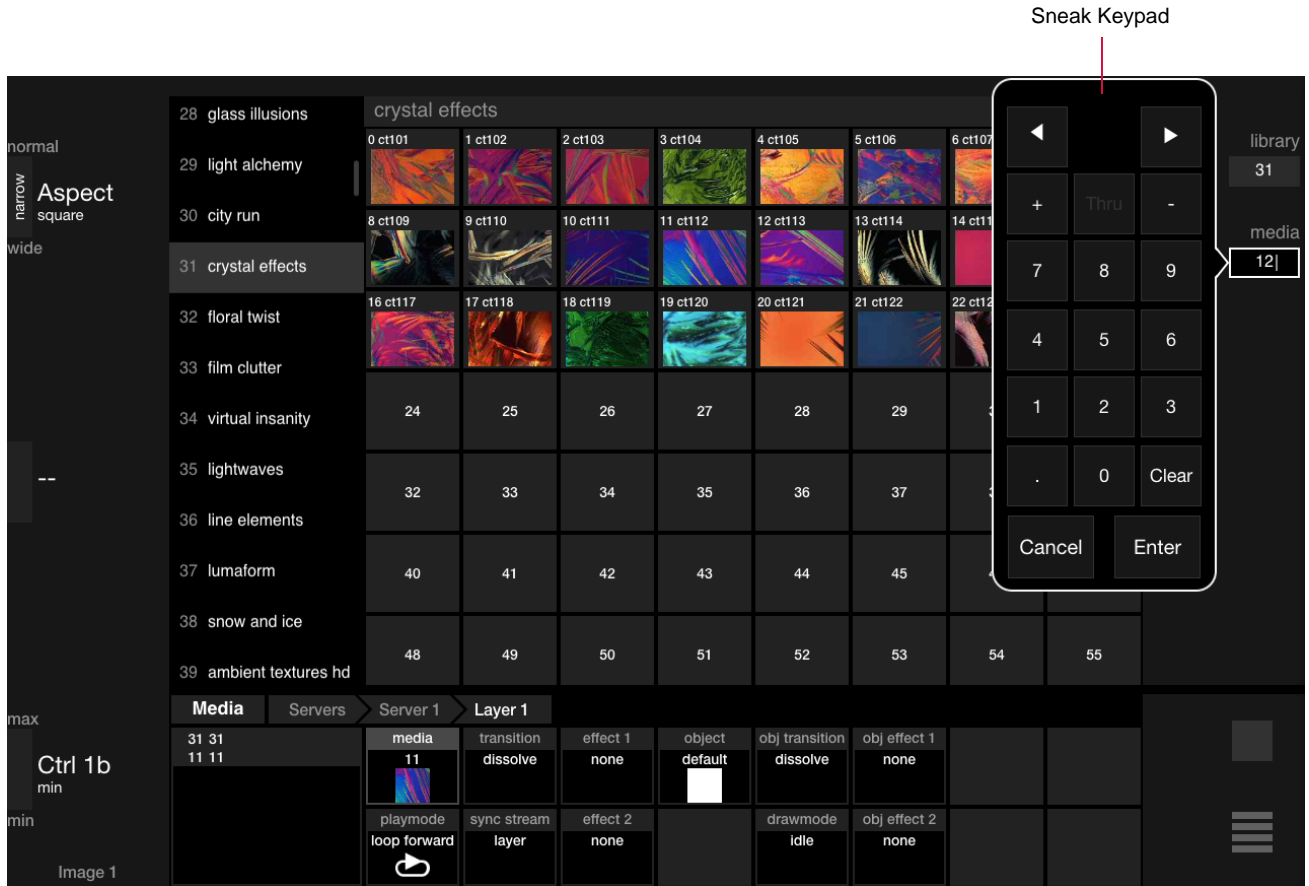 Sneak Keypad
28 glass illusions
29 light alchemy
30 city run
31 crystal effects
32 floral twist
33 film clutter
34 virtual insanity
35 lightwaves
36 line elements
37 lumaform
38 snow and ice
39 ambient textures hd
normal
narrow
Aspect
square
wide
--
max
Ctrl 1b
min
min
Image 1
crystal effects
0 ct101 1 ct102 2 ct103 3 ct104 4 ct105 5 ct106 6 ct107
8 ct109 9 ct110 10 ct111 11 ct112 12 ct113 13 ct114 14 ct11
16 ct117 17 ct118 18 ct119 19 ct120 20 ct121 21 ct122 22 ct12
24 25 26 27 28 29
32 33 34 35 36 37
40 41 42 43 44 45
48 49 50 51 52 53 54 55
+ Thru -
7 8 9
4 5 6
1 2 3
. 0 Clear
Cancel Enter
library
31
media
12|
Media Servers Server 1 Layer 1
31 31
11 11
media transition effect 1 object obj transition obj effect 1
11 dissolve none default dissolve none
playmode sync stream effect 2 drawmode obj effect 2
loop forward layer none idle none